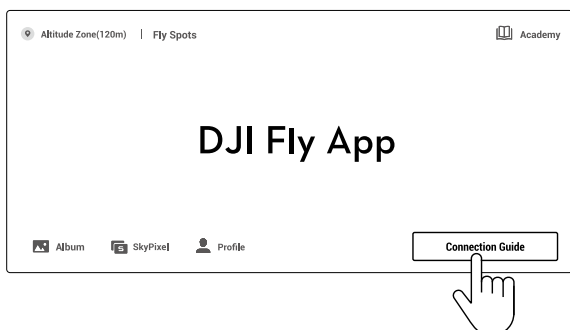 Altitude Zone(120m) | Fly Spots
Academy
DJI Fly App
Album
S SkyPixel
Profile
Connection Guide